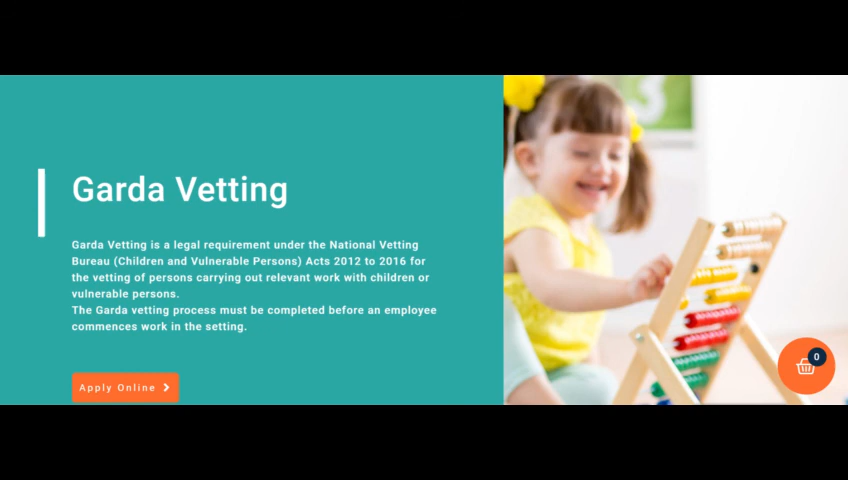 Garda Vetting
Garda Vetting is a legal requirement under the National Vetting
Bureau (Children and Vulnerable Persons) Acts 2012 to 2016 for
the vetting of persons carrying out relevant work with children or
vulnerable persons.
The Garda vetting process must be completed before an employee
commences work in the setting.
Apply Online
0